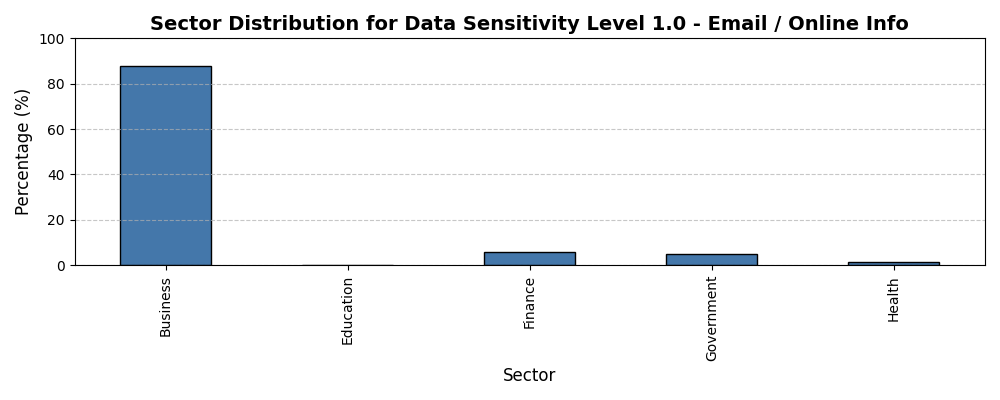 Sector Distribution for Data Sensitivity Level 1.0 - Email / Online Info
Percentage (%)
100
80
60
40
20
0
Business
Education
Finance
Government
Health
Sector